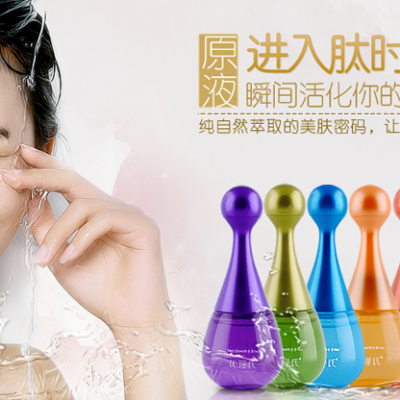 原液
进入肽时
瞬间活化你的
纯自然萃取的美肤密码，让